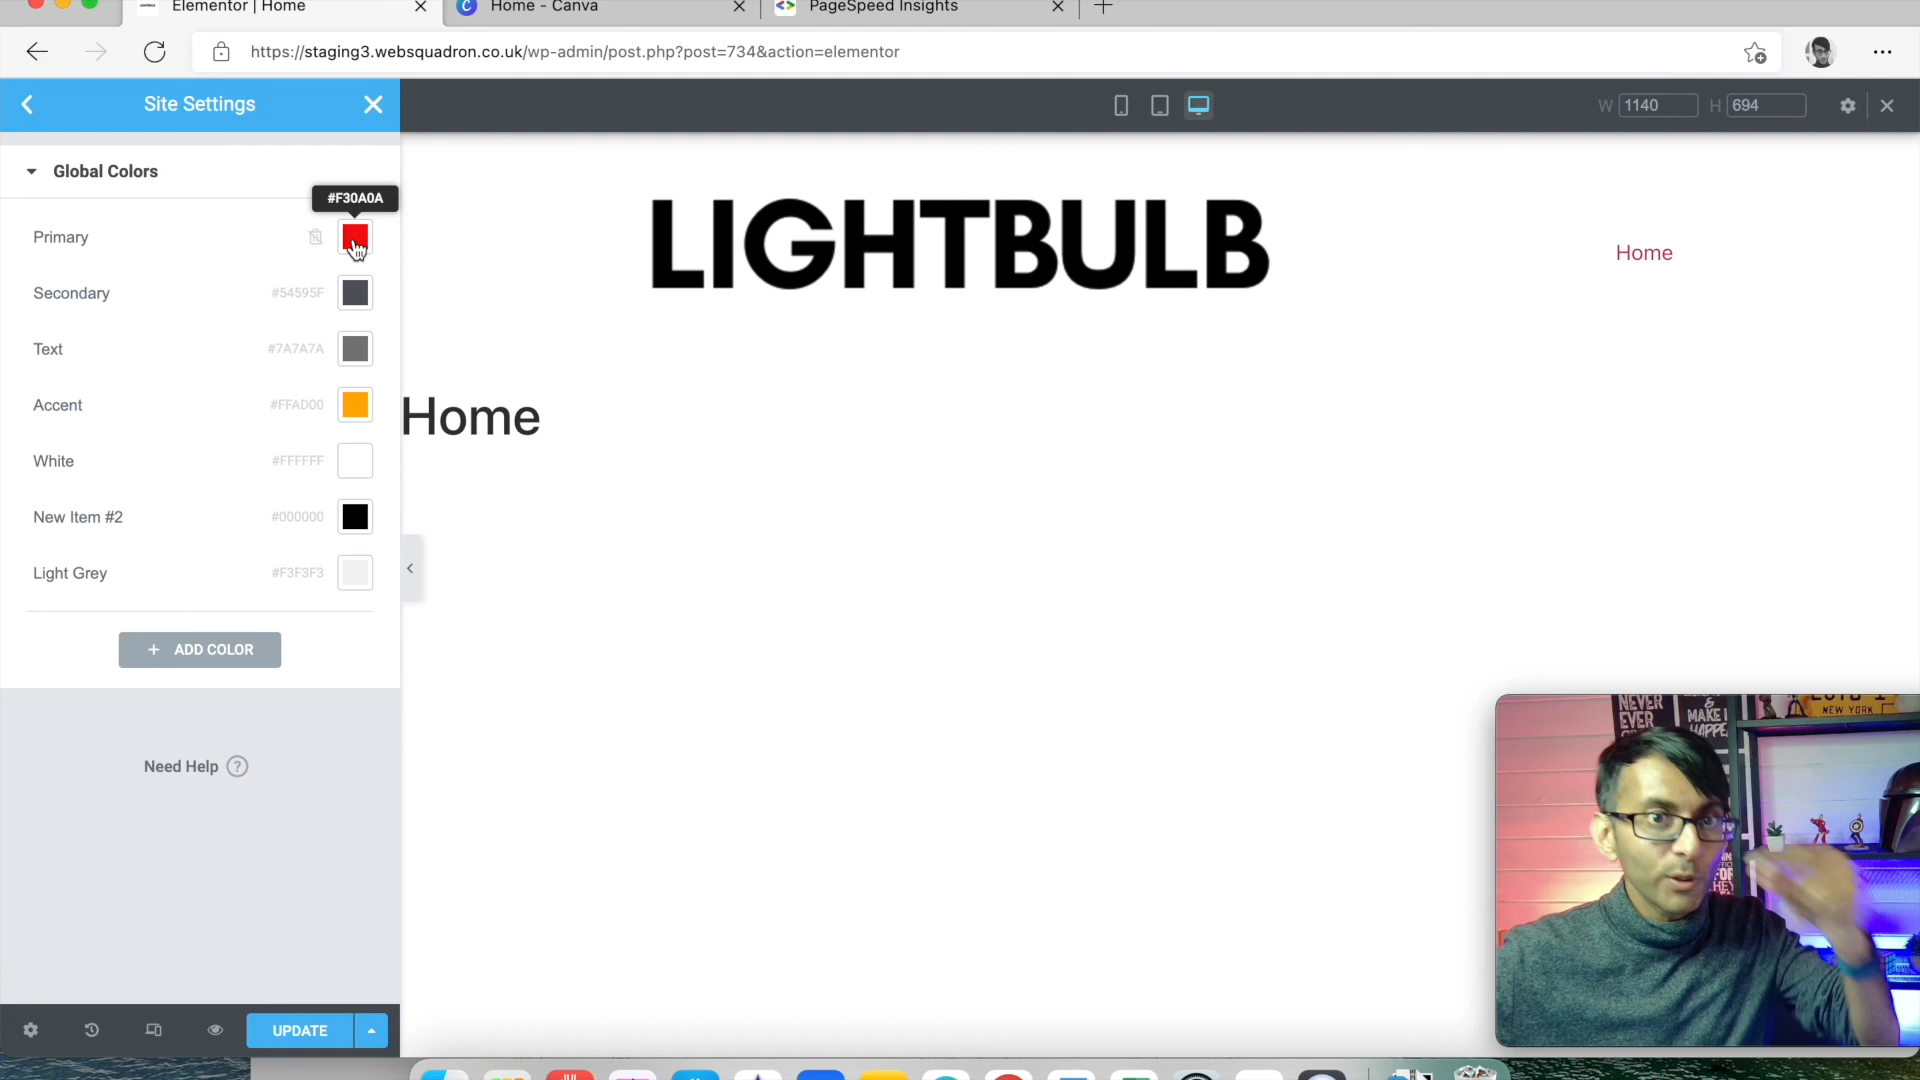 Elementor | Home
Home - Canva
PageSpeed Insights
https://staging3.websquadron.co.uk/wp-admin/post.php?post=734&action=elementor
Site Settings
W 1140 H 694
Global Colors
#F30A0A
Primary
Secondary #54595F
Text #7A7A7A
Accent #FFAD00
White #FFFFFF
New Item #2 #000000
Light Grey #F3F3F3
+ ADD COLOR
Need Help ?
UPDATE
LIGHTBULB
Home
Home
NEVER
EVER
MAKE
NEW YORK